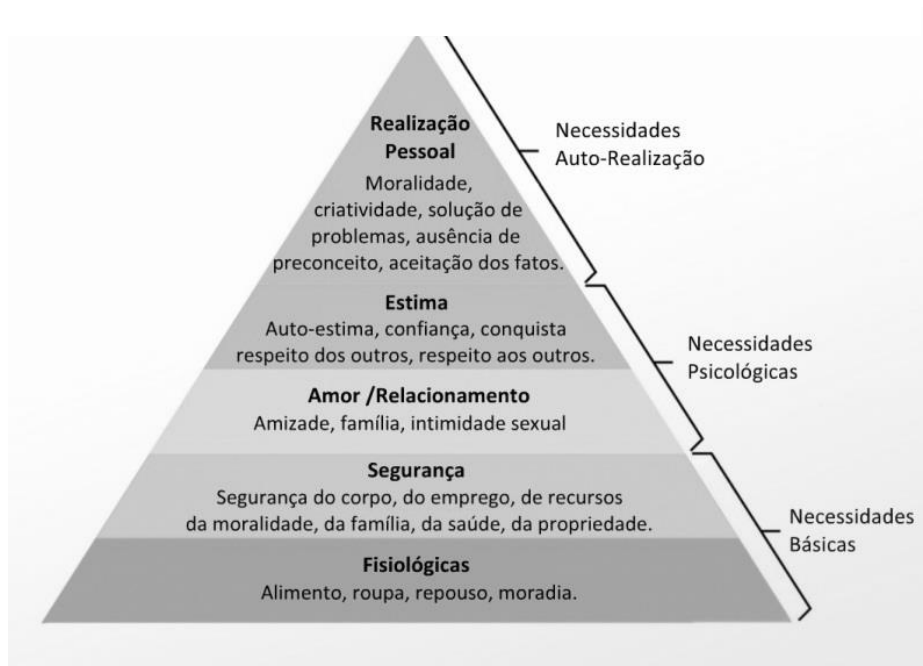 Realização
Pessoal
Moralidade,
criatividade, solução de
problemas, ausência de
preconceito, aceitação dos fatos.
Necessidades
Auto-Realização
Estima
Auto-estima, confiança, conquista
respeito dos outros, respeito aos outros.
Amor /Relacionamento
Amizade, família, intimidade sexual
Necessidades
Psicológicas
Segurança
Segurança do corpo, do emprego, de recursos
da moralidade, da família, da saúde, da propriedade.
Fisiológicas
Alimento, roupa, repouso, moradia.
Necessidades
Básicas